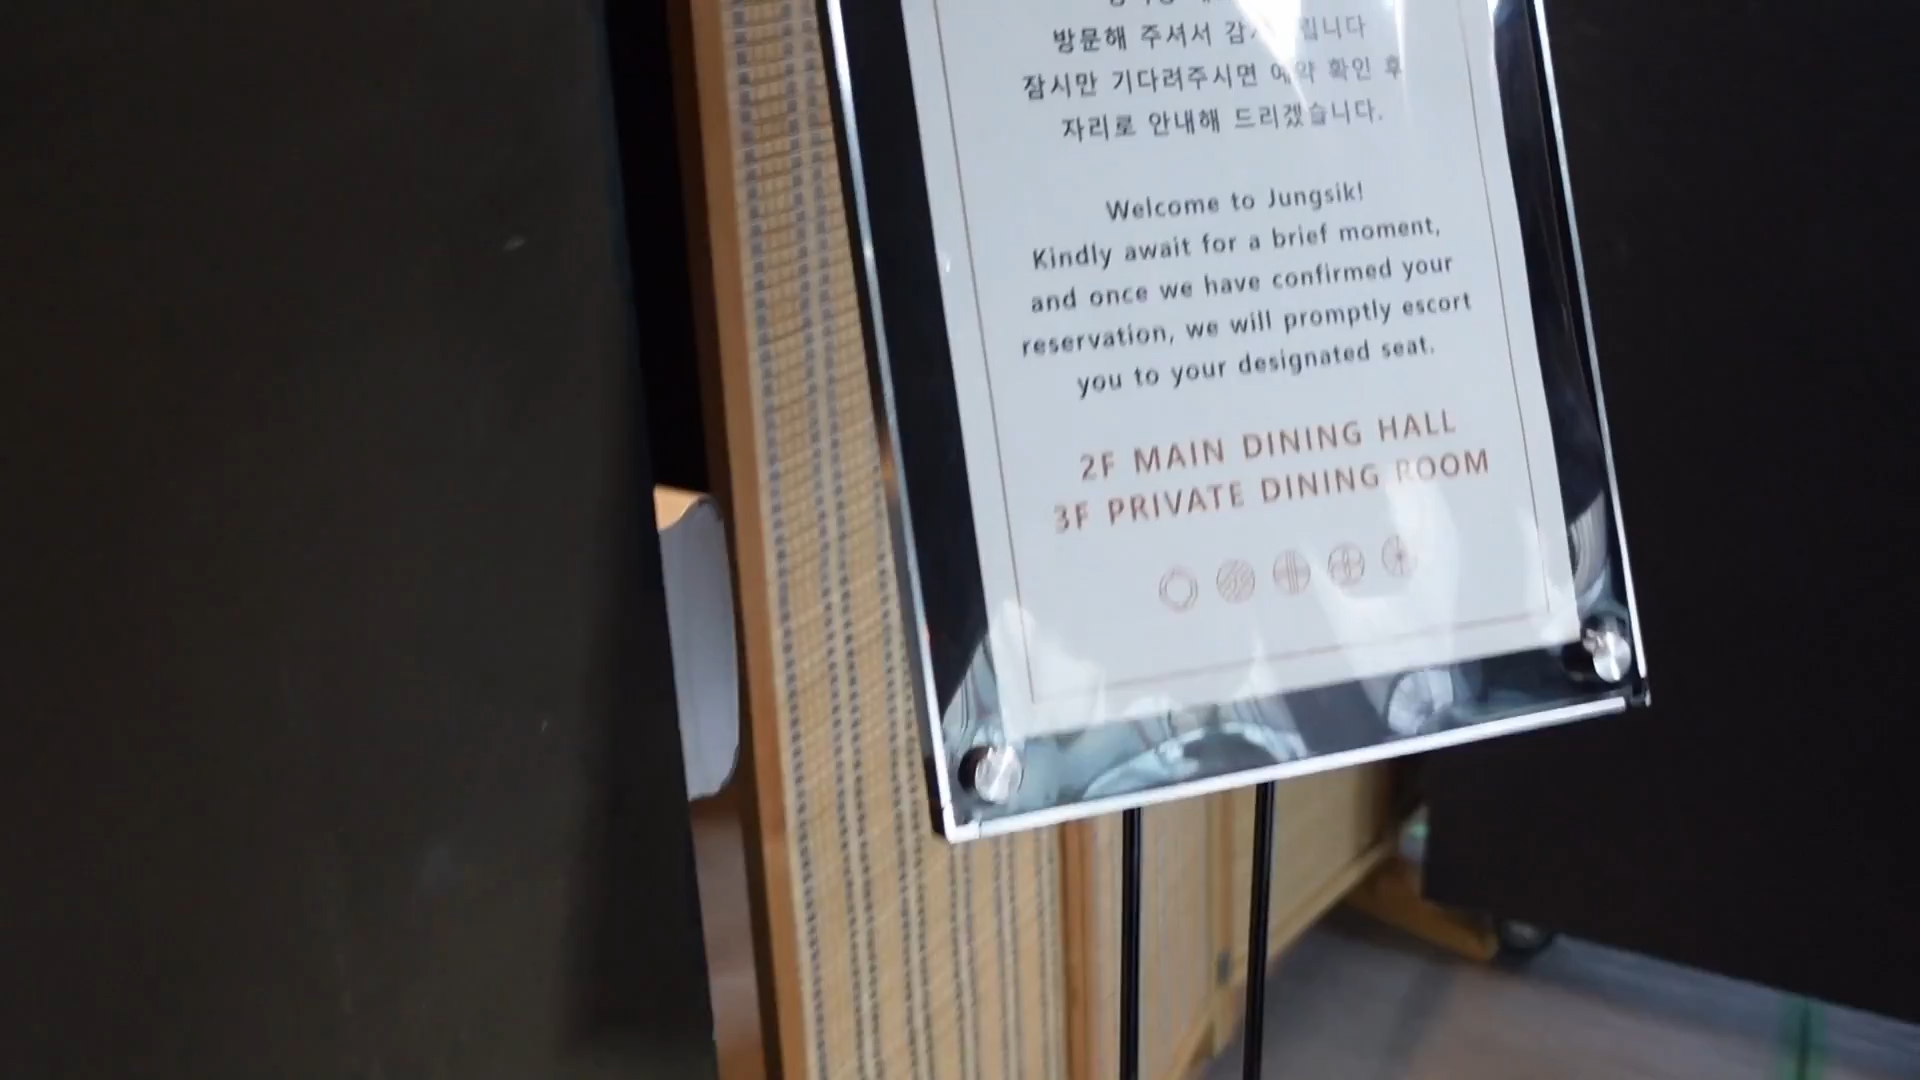 방문해 주셔서 감사드립니다
잠시만 기다려주시면 예약 확인 후
자리로 안내해 드리겠습니다.
Welcome to Jungsik!
Kindly await for a brief moment,
and once we have confirmed your
reservation, we will promptly escort
you to your designated seat.
2F MAIN DINING HALL
3F PRIVATE DINING ROOM